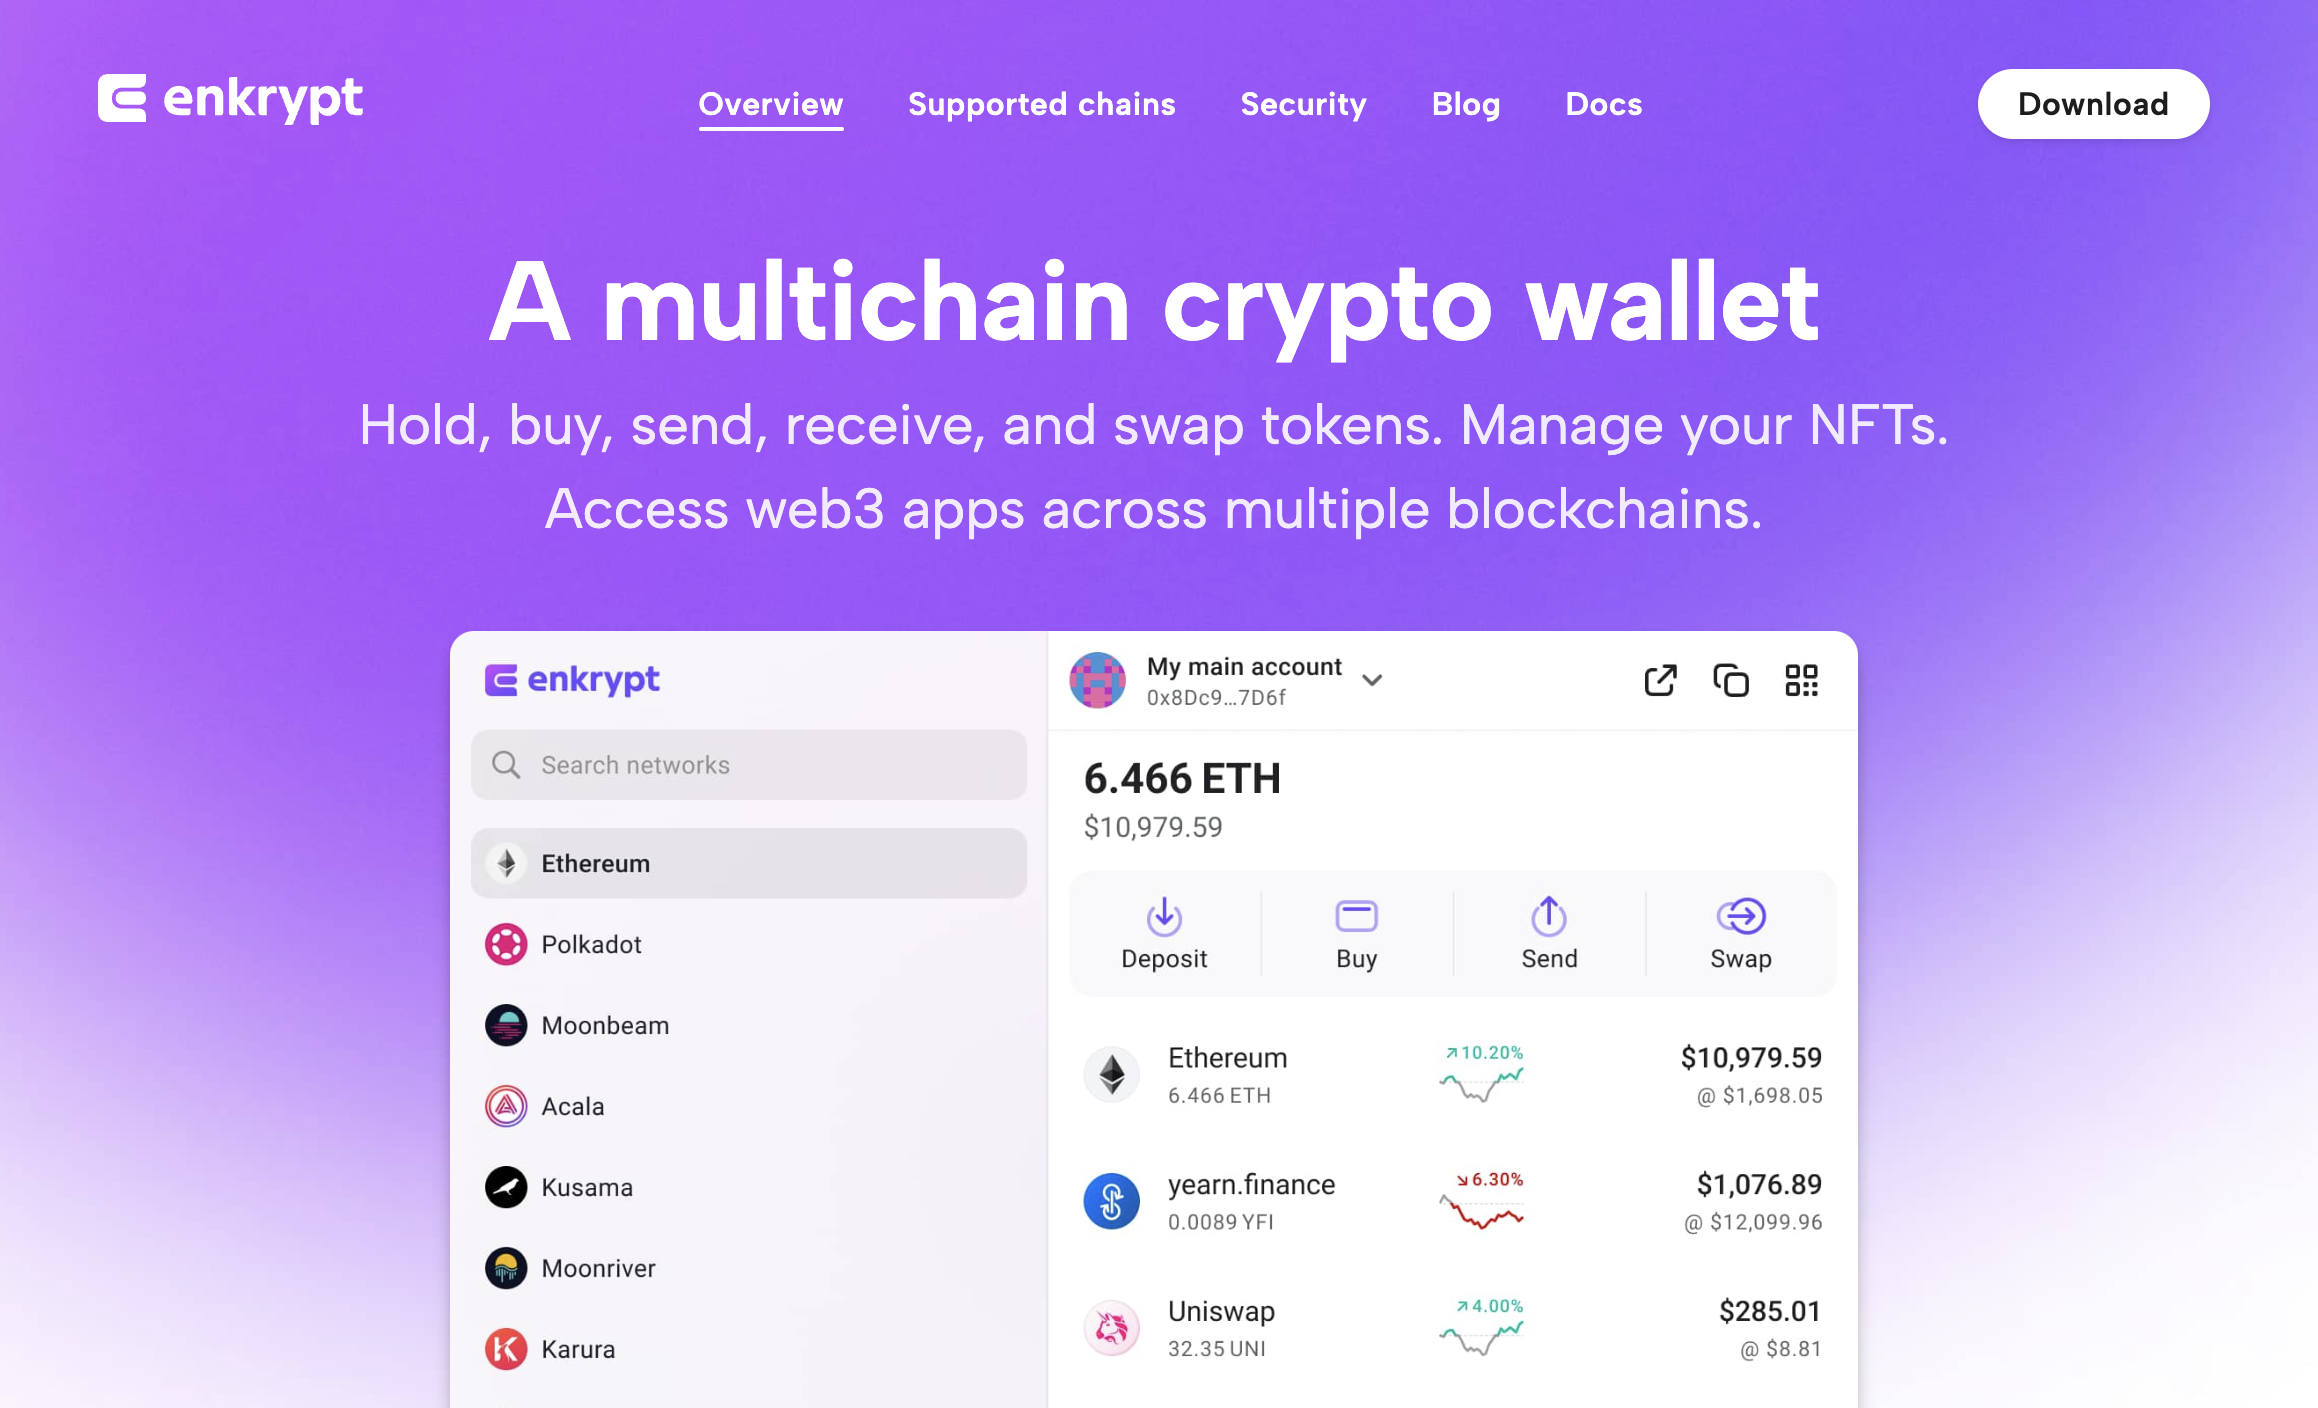 enkrypt
Overview
Supported chains
Security
Blog
Docs
Download
A multichain crypto wallet
Hold, buy, send, receive, and swap tokens. Manage your NFTs.
Access web3 apps across multiple blockchains.
enkrypt
Search networks
Ethereum
Polkadot
Moonbeam
Acala
Kusama
Moonriver
Karura
My main account
0x8Dc9...7D6f
6.466 ETH
$10,979.59
Deposit
Buy
Send
Swap
Ethereum
6.466 ETH
10.20%
$10,979.59
@ $1,698.05
yearn.finance
0.0089 YFI
6.30%
$1,076.89
@ $12,099.96
Uniswap
32.35 UNI
4.00%
$285.01
@ $8.81